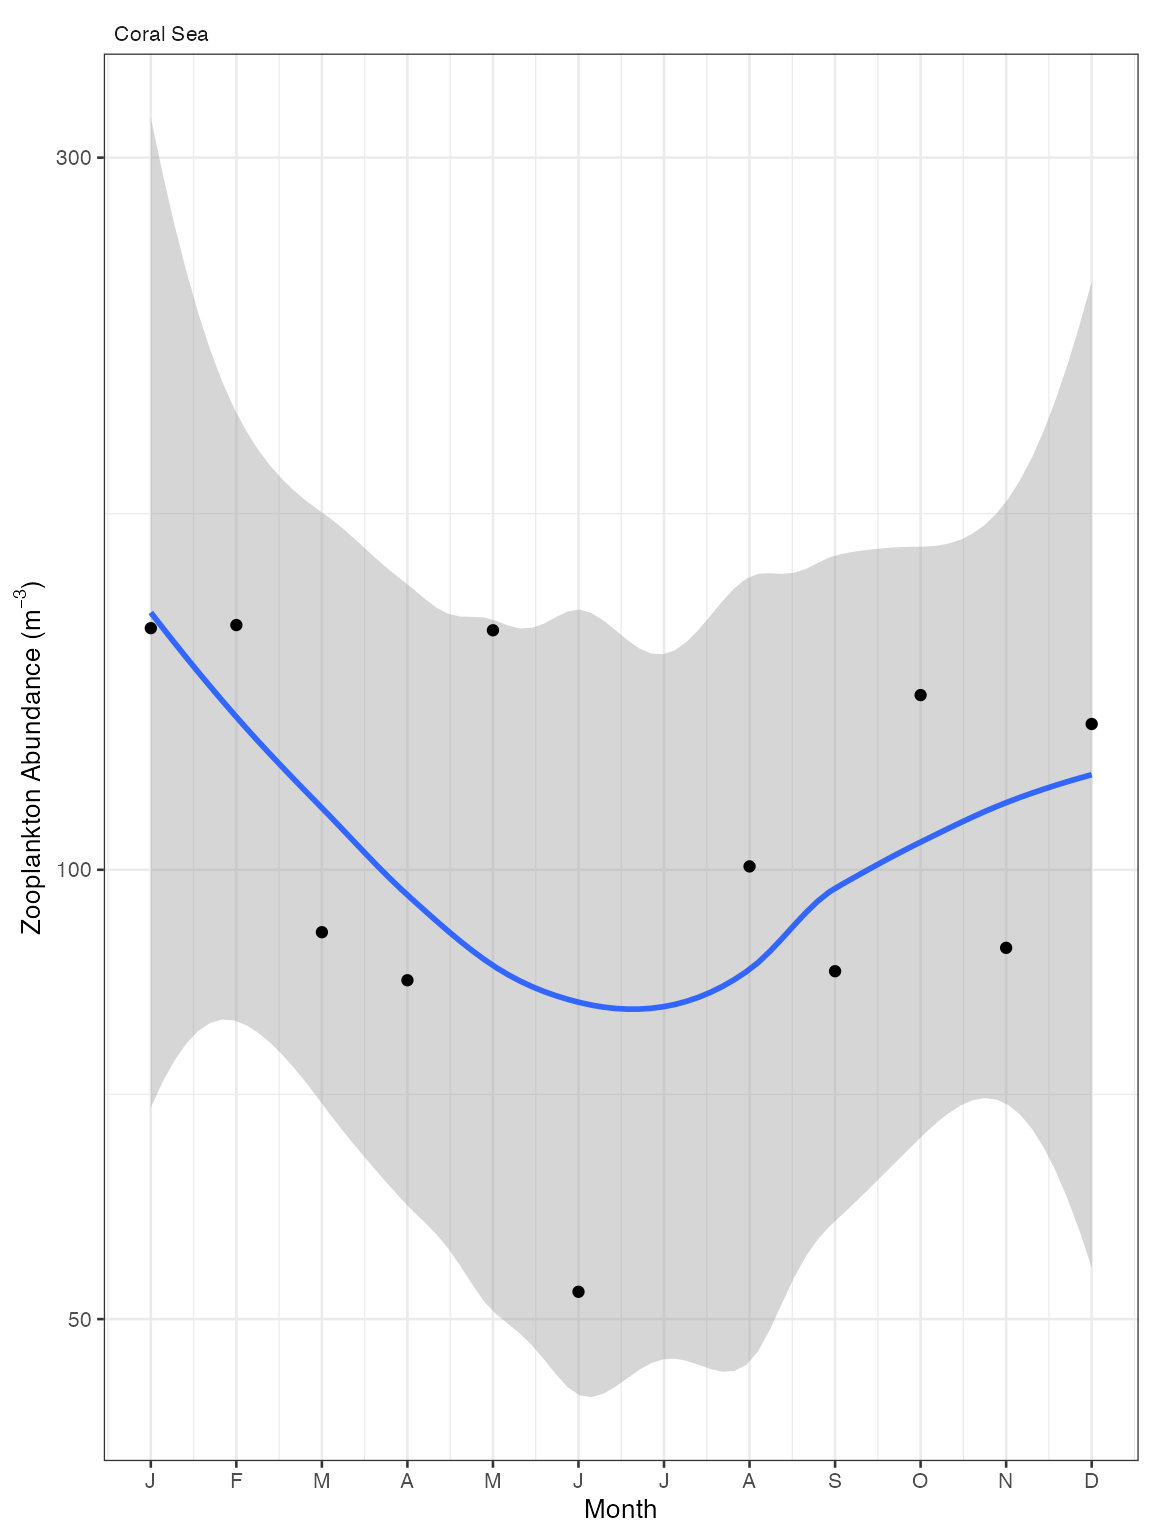 Coral Sea
300
100
50
Zooplankton Abundance (m⁻³)
J F M A M J J A S O N D
Month